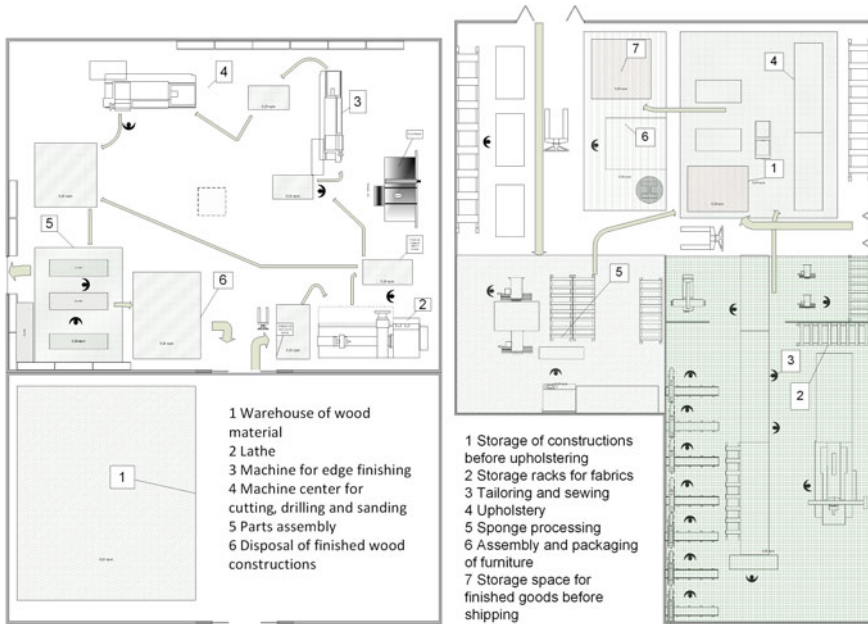 4
3
5
6
2
1
1 Warehouse of wood
material
2 Lathe
3 Machine for edge finishing
4 Machine center for
cutting, drilling and sanding
5 Parts assembly
6 Disposal of finished wood
constructions
7
4
6
1
5
3
2
1 Storage of constructions
before upholstering
2 Storage racks for fabrics
3 Tailoring and sewing
4 Upholstery
5 Sponge processing
6 Assembly and packaging
of furniture
7 Storage space for
finished goods before
shipping